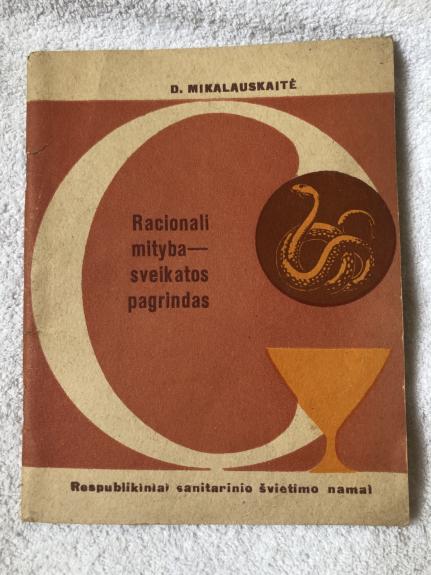 D. MIKALAUSKAITĖ
Racionali
mityba—
sveikatos
pagrindas
Respublikiniai sanitarinio švietimo namai